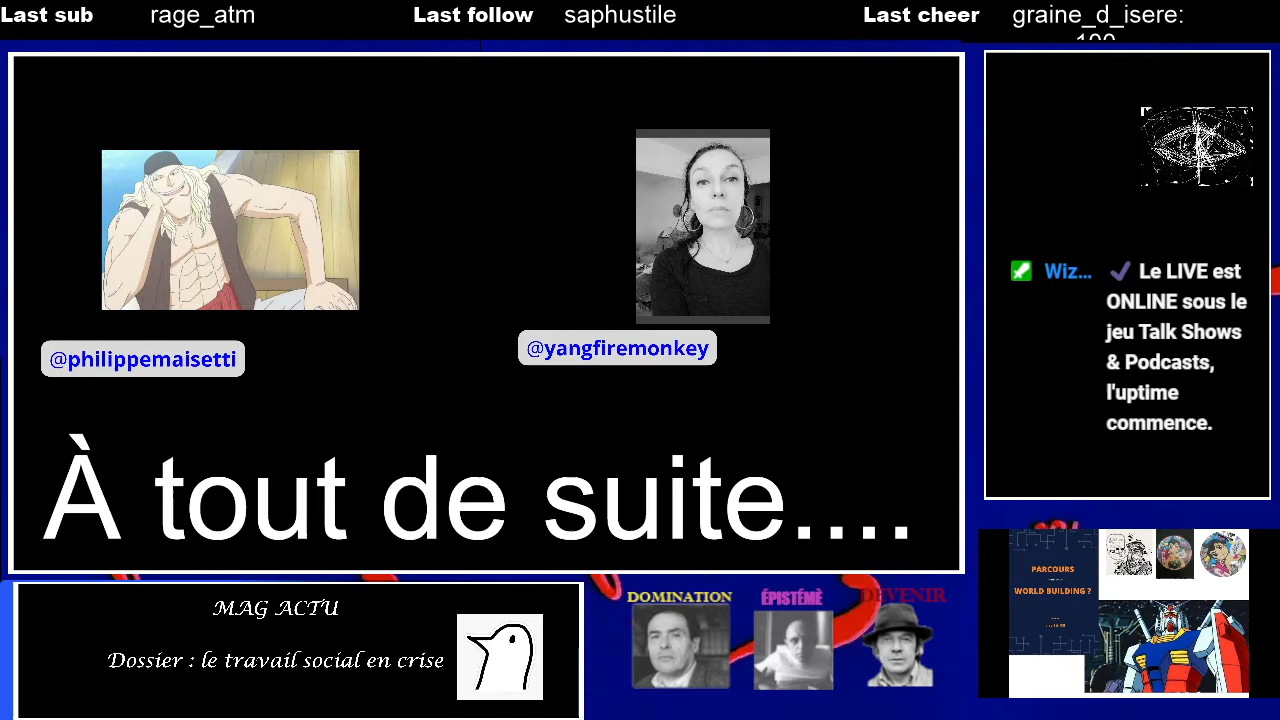 Last sub rage_atm Last follow saphustile Last cheer graine_d_isere:
100
@philippemaisetti
@yangfiremonkey
À tout de suite....
Wiz... Le LIVE est
ONLINE sous le
jeu Talk Shows
& Podcasts,
l'uptime
commence.
MAG ACTU
Dossier : le travail social en crise
DOMINATION ÉPISTÉMÈ DEVENIR
PARCOURS
WORLD BUILDING ?